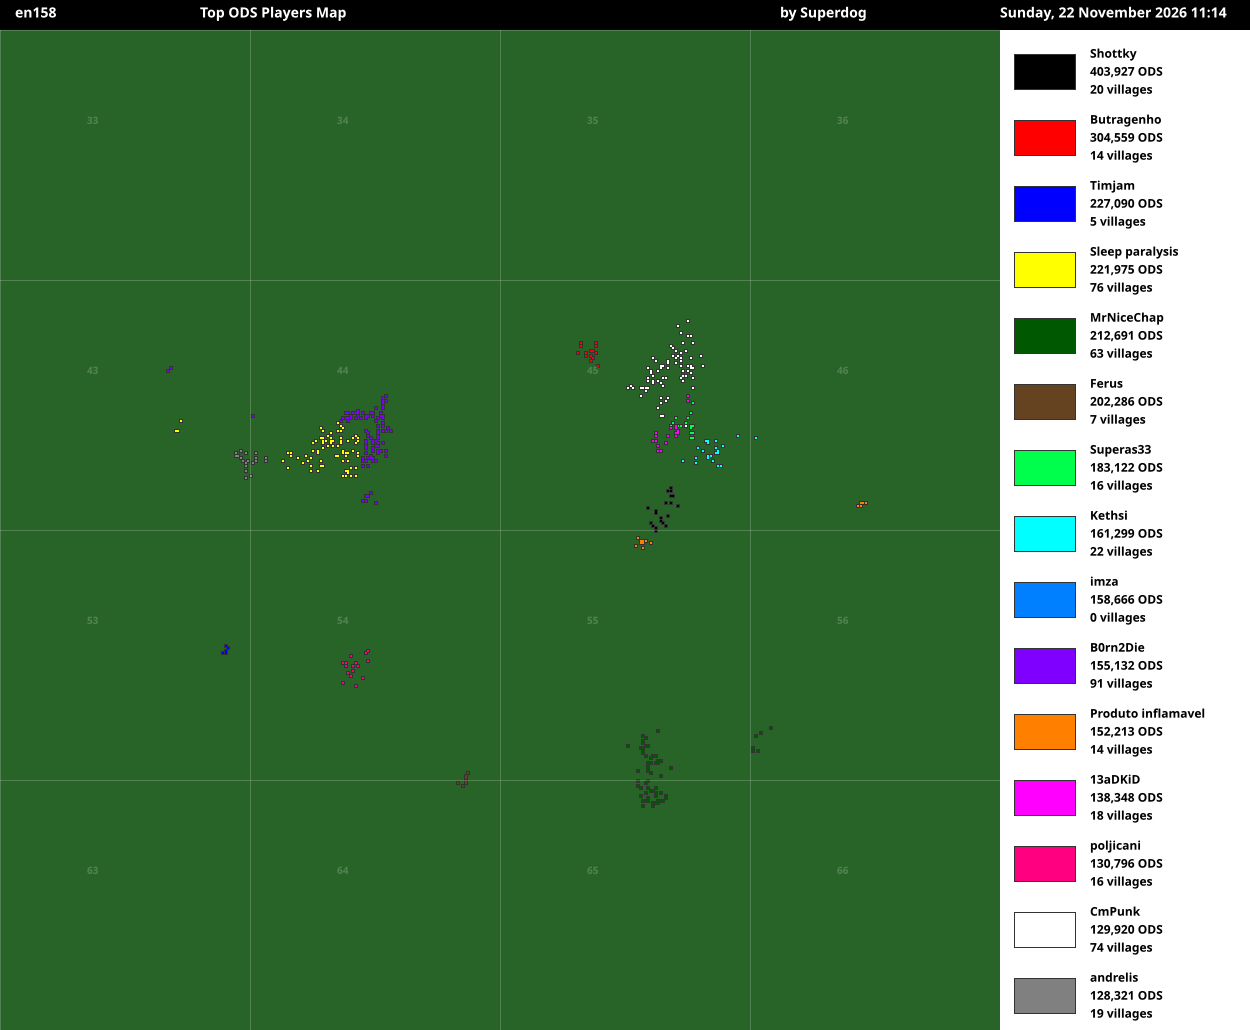 en158 Top ODS Players Map by Superdog Sunday, 22 November 2026 11:14
33 34 35 36
43 44 45 46
53 54 55 56
63 64 65 66
Shottky
403,927 ODS
20 villages
Butragenho
304,559 ODS
14 villages
Timjam
227,090 ODS
5 villages
Sleep paralysis
221,975 ODS
76 villages
MrNiceChap
212,691 ODS
63 villages
Ferus
202,286 ODS
7 villages
Superas33
183,122 ODS
16 villages
Kethsi
161,299 ODS
22 villages
imza
158,666 ODS
0 villages
B0rn2Die
155,132 ODS
91 villages
Produto inflamavel
152,213 ODS
14 villages
13aDKiD
138,348 ODS
18 villages
poljicani
130,796 ODS
16 villages
CmPunk
129,920 ODS
74 villages
andrelis
128,321 ODS
19 villages